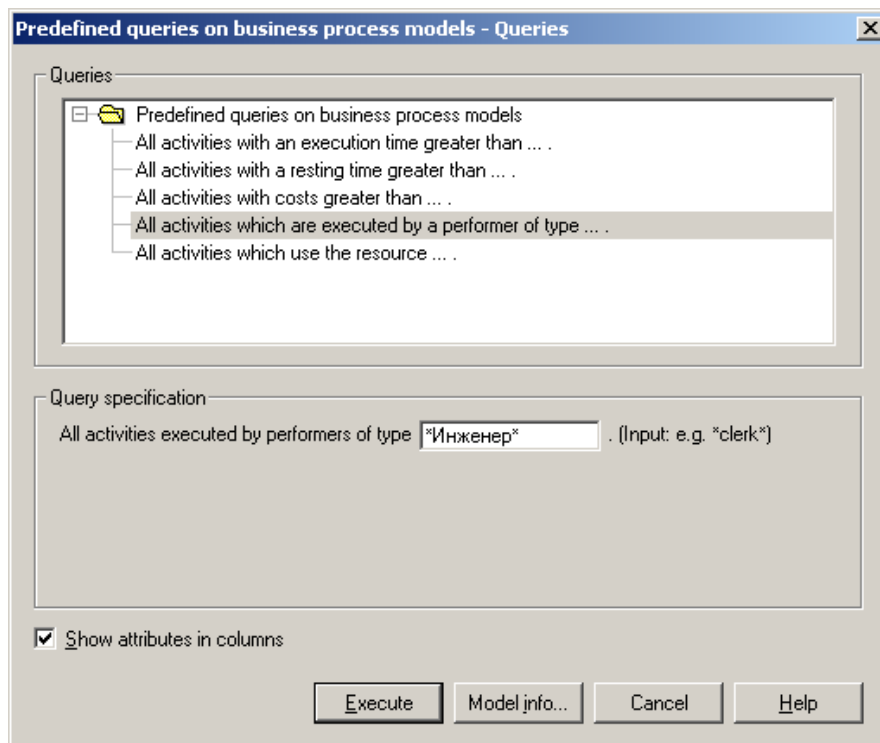 Predefined queries on business process models - Queries
Queries
Predefined queries on business process models
All activities with an execution time greater than ... .
All activities with a resting time greater than ... .
All activities with costs greater than ... .
All activities which are executed by a performer of type ... .
All activities which use the resource ... .
Query specification
All activities executed by performers of type *Инженер* . (Input: e.g. *clerk*)
Show attributes in columns
Execute Model info... Cancel Help